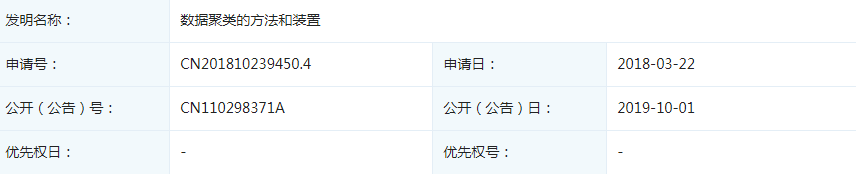 发明名称： 数据聚类的方法和装置
申请号： CN201810239450.4 申请日： 2018-03-22
公开（公告）号： CN110298371A 公开（公告）日： 2019-10-01
优先权日： - 优先权号： -